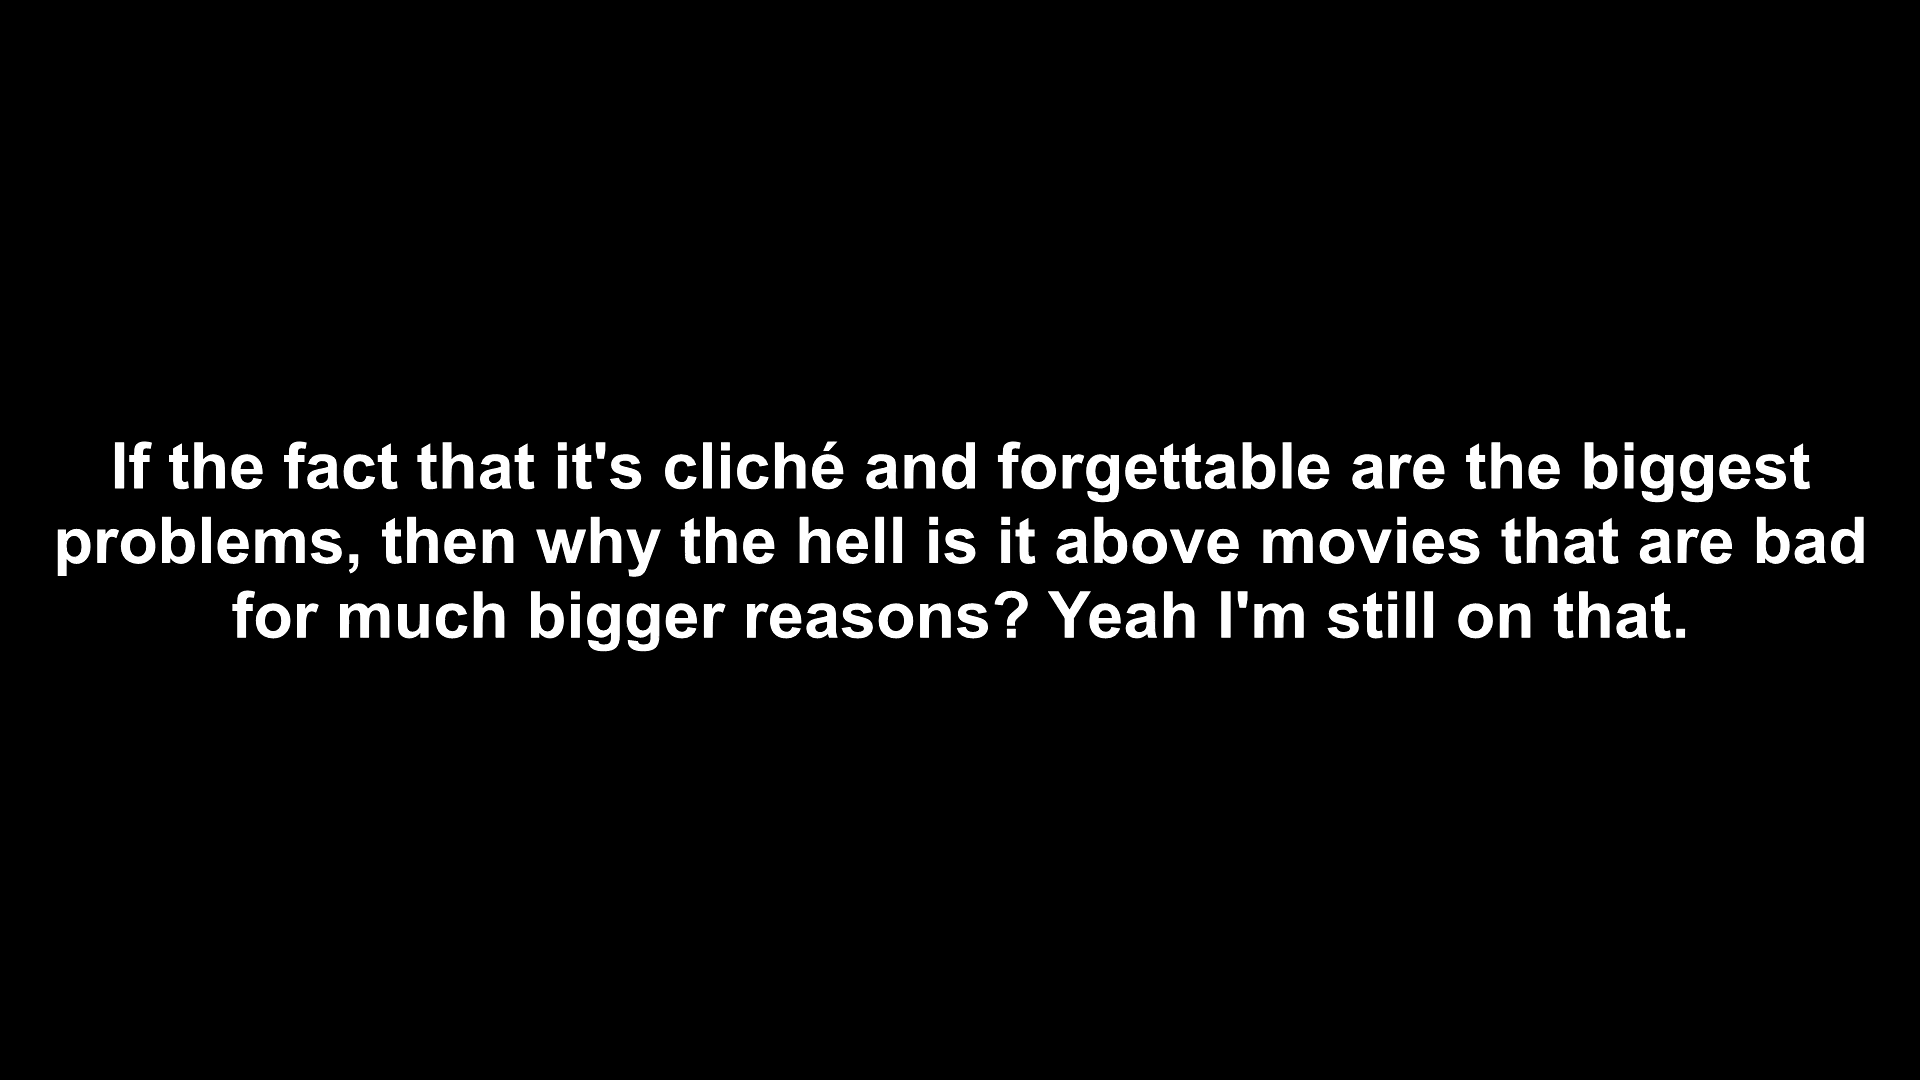 If the fact that it's cliché and forgettable are the biggest
problems, then why the hell is it above movies that are bad
for much bigger reasons? Yeah I'm still on that.